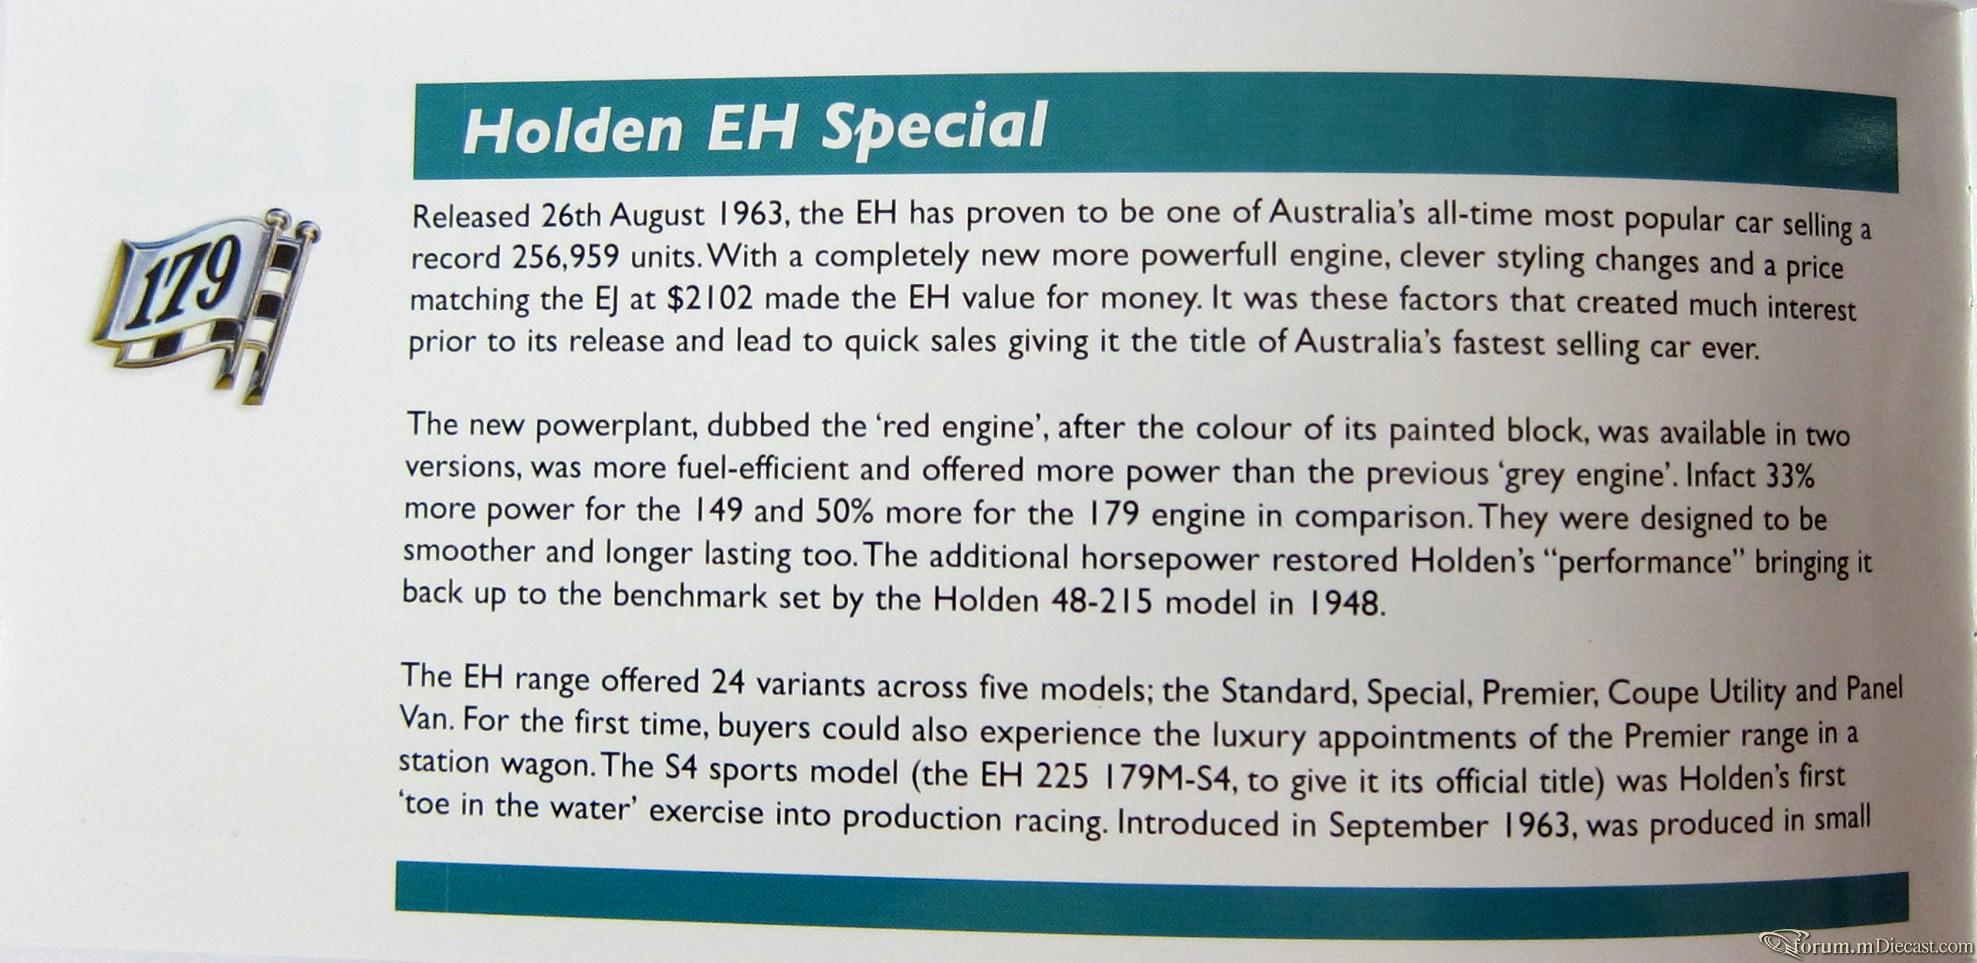 Holden EH Special
179
Released 26th August 1963, the EH has proven to be one of Australia's all-time most popular car selling a
record 256,959 units. With a completely new more powerfull engine, clever styling changes and a price
matching the EJ at $2102 made the EH value for money. It was these factors that created much interest
prior to its release and lead to quick sales giving it the title of Australia's fastest selling car ever.
The new powerplant, dubbed the 'red engine', after the colour of its painted block, was available in two
versions, was more fuel-efficient and offered more power than the previous 'grey engine'. Infact 33%
more power for the 149 and 50% more for the 179 engine in comparison. They were designed to be
smoother and longer lasting too. The additional horsepower restored Holden's “performance” bringing it
back up to the benchmark set by the Holden 48-215 model in 1948.
The EH range offered 24 variants across five models; the Standard, Special, Premier, Coupe Utility and Panel
Van. For the first time, buyers could also experience the luxury appointments of the Premier range in a
station wagon. The S4 sports model (the EH 225 179M-S4, to give it its official title) was Holden's first
'toe in the water' exercise into production racing. Introduced in September 1963, was produced in small
forum.mDiecast.com